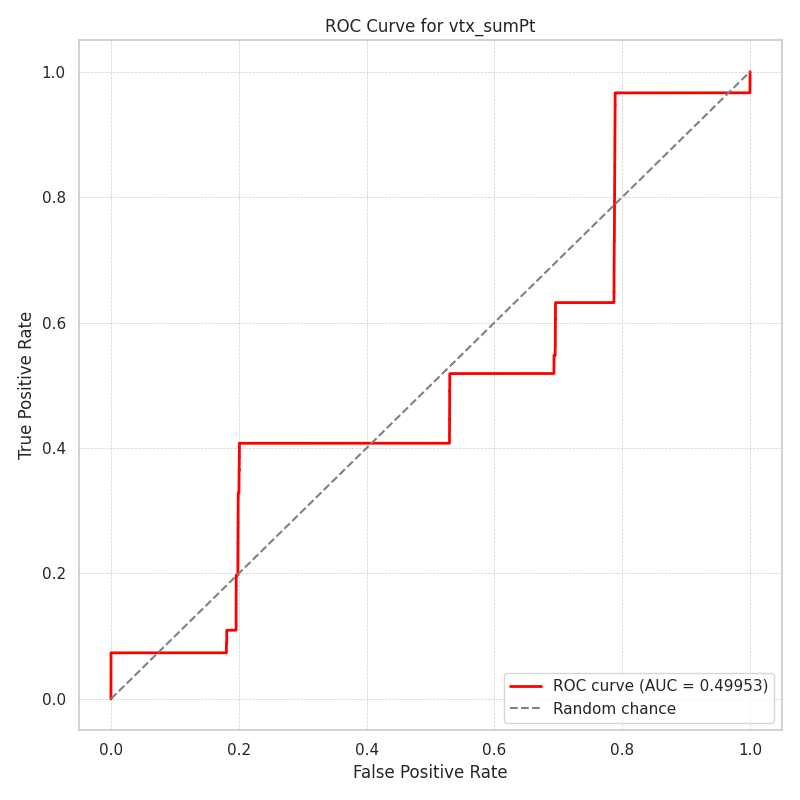 ROC Curve for vtx_sumPt
1.0
0.8
0.6
0.4
0.2
0.0
True Positive Rate
0.0 0.2 0.4 0.6 0.8 1.0
False Positive Rate
ROC curve (AUC = 0.49953)
Random chance